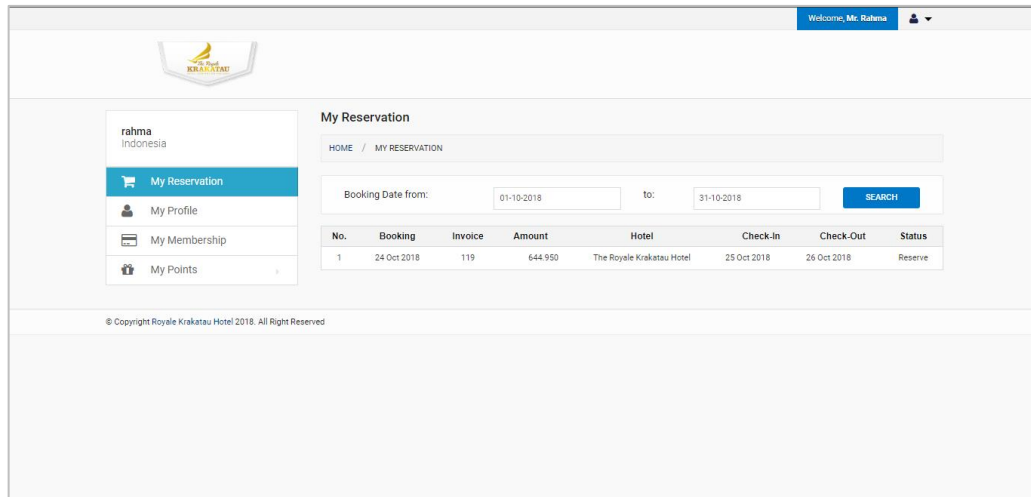 Welcome, Mr. Rahma
The Royale
KRAKATAU
rahma
Indonesia
My Reservation
My Profile
My Membership
My Points
My Reservation
HOME / MY RESERVATION
Booking Date from: 01-10-2018 to: 31-10-2018 SEARCH
No. Booking Invoice Amount Hotel Check-In Check-Out Status
1 24 Oct 2018 119 644.950 The Royale Krakatau Hotel 25 Oct 2018 26 Oct 2018 Reserve
© Copyright Royale Krakatau Hotel 2018. All Right Reserved